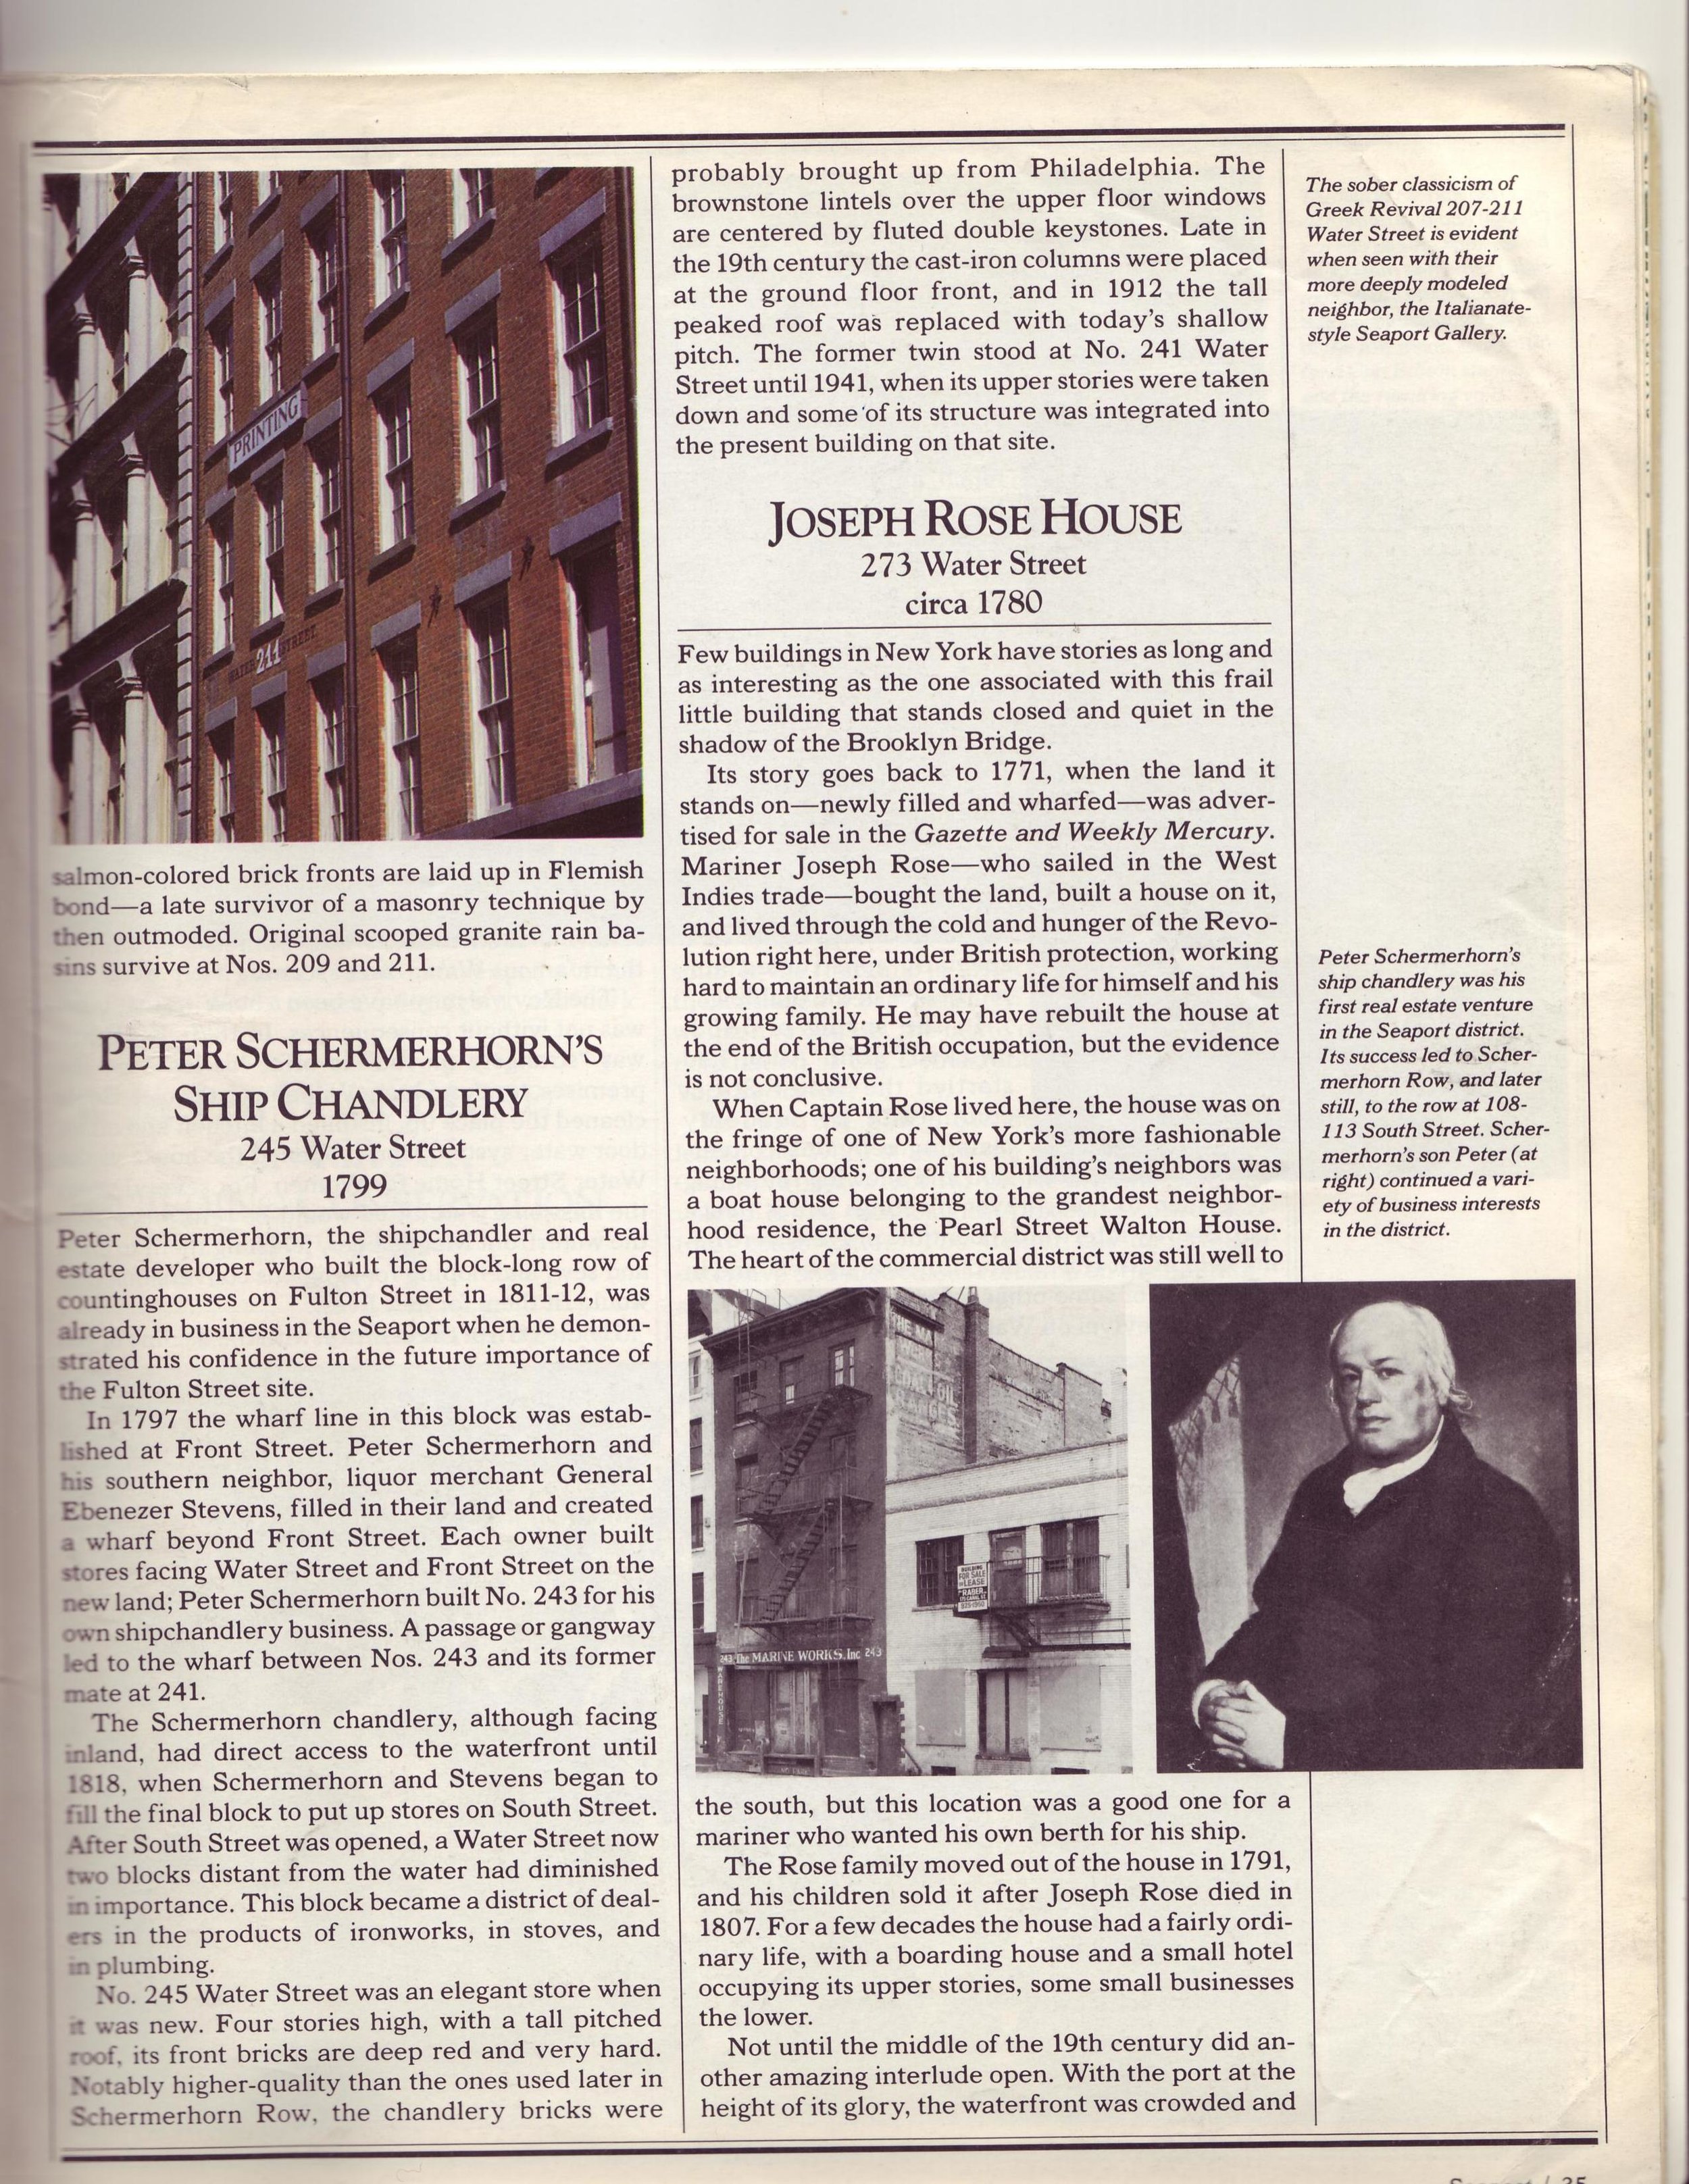 PRINTING
WATER 211 STREET
salmon-colored brick fronts are laid up in Flemish
bond—a late survivor of a masonry technique by
then outmoded. Original scooped granite rain ba-
sins survive at Nos. 209 and 211.
PETER SCHERMERHORN'S
SHIP CHANDLERY
245 Water Street
1799
Peter Schermerhorn, the shipchandler and real
estate developer who built the block-long row of
countinghouses on Fulton Street in 1811-12, was
already in business in the Seaport when he demon-
strated his confidence in the future importance of
the Fulton Street site.
In 1797 the wharf line in this block was estab-
lished at Front Street. Peter Schermerhorn and
his southern neighbor, liquor merchant General
Ebenezer Stevens, filled in their land and created
a wharf beyond Front Street. Each owner built
stores facing Water Street and Front Street on the
new land; Peter Schermerhorn built No. 243 for his
own shipchandlery business. A passage or gangway
led to the wharf between Nos. 243 and its former
mate at 241.
The Schermerhorn chandlery, although facing
inland, had direct access to the waterfront until
1818, when Schermerhorn and Stevens began to
fill the final block to put up stores on South Street.
After South Street was opened, a Water Street now
two blocks distant from the water had diminished
in importance. This block became a district of deal-
ers in the products of ironworks, in stoves, and
in plumbing.
No. 245 Water Street was an elegant store when
it was new. Four stories high, with a tall pitched
roof, its front bricks are deep red and very hard.
Notably higher-quality than the ones used later in
Schermerhorn Row, the chandlery bricks were
probably brought up from Philadelphia. The
brownstone lintels over the upper floor windows
are centered by fluted double keystones. Late in
the 19th century the cast-iron columns were placed
at the ground floor front, and in 1912 the tall
peaked roof was replaced with today's shallow
pitch. The former twin stood at No. 241 Water
Street until 1941, when its upper stories were taken
down and some of its structure was integrated into
the present building on that site.
JOSEPH ROSE HOUSE
273 Water Street
circa 1780
Few buildings in New York have stories as long and
as interesting as the one associated with this frail
little building that stands closed and quiet in the
shadow of the Brooklyn Bridge.
Its story goes back to 1771, when the land it
stands on—newly filled and wharfed—was adver-
tised for sale in the Gazette and Weekly Mercury.
Mariner Joseph Rose—who sailed in the West
Indies trade—bought the land, built a house on it,
and lived through the cold and hunger of the Revo-
lution right here, under British protection, working
hard to maintain an ordinary life for himself and his
growing family. He may have rebuilt the house at
the end of the British occupation, but the evidence
is not conclusive.
When Captain Rose lived here, the house was on
the fringe of one of New York's more fashionable
neighborhoods; one of his building's neighbors was
a boat house belonging to the grandest neighbor-
hood residence, the Pearl Street Walton House.
The heart of the commercial district was still well to
243 The MARINE WORKS, Inc 243
WAREHOUSE
BUILDING
FOR SALE
LEASE
the south, but this location was a good one for a
mariner who wanted his own berth for his ship.
The Rose family moved out of the house in 1791,
and his children sold it after Joseph Rose died in
1807. For a few decades the house had a fairly ordi-
nary life, with a boarding house and a small hotel
occupying its upper stories, some small businesses
the lower.
Not until the middle of the 19th century did an-
other amazing interlude open. With the port at the
height of its glory, the waterfront was crowded and
The sober classicism of
Greek Revival 207-211
Water Street is evident
when seen with their
more deeply modeled
neighbor, the Italianate-
style Seaport Gallery.
Peter Schermerhorn's
ship chandlery was his
first real estate venture
in the Seaport district.
Its success led to Scher-
merhorn Row, and later
still, to the row at 108-
113 South Street. Scher-
merhorn's son Peter (at
right) continued a vari-
ety of business interests
in the district.